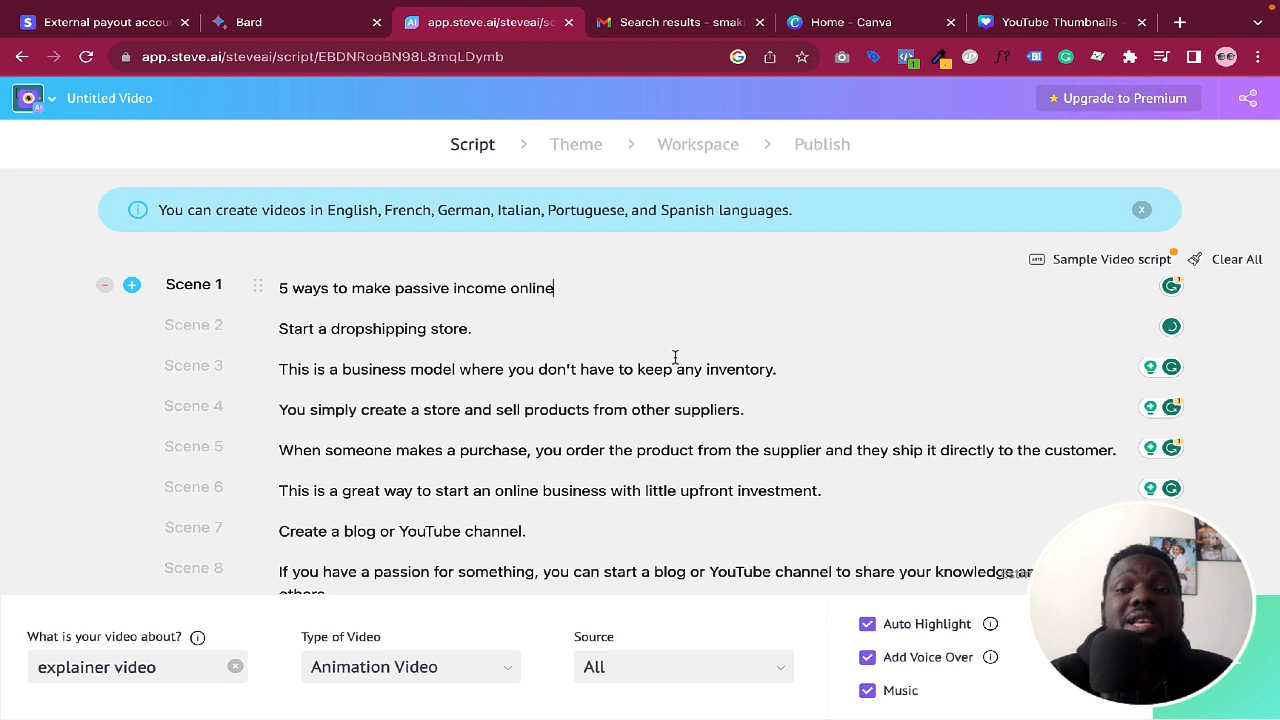 External payout accou
Bard
app.steve.ai/steveai/sc
Search results – smaki
Home - Canva
YouTube Thumbnails -
app.steve.ai/steveai/script/EBDNRooBN98L8mqLDymb
Untitled Video
Upgrade to Premium
Script > Theme > Workspace > Publish
You can create videos in English, French, German, Italian, Portuguese, and Spanish languages.
Sample Video script
Clear All
Scene 1 5 ways to make passive income online
Scene 2 Start a dropshipping store.
Scene 3 This is a business model where you don't have to keep any inventory.
Scene 4 You simply create a store and sell products from other suppliers.
Scene 5 When someone makes a purchase, you order the product from the supplier and they ship it directly to the customer.
Scene 6 This is a great way to start an online business with little upfront investment.
Scene 7 Create a blog or YouTube channel.
Scene 8 If you have a passion for something, you can start a blog or YouTube channel to share your knowledge
What is your video about?
explainer video
Type of Video
Animation Video
Source
All
Auto Highlight
Add Voice Over
Music